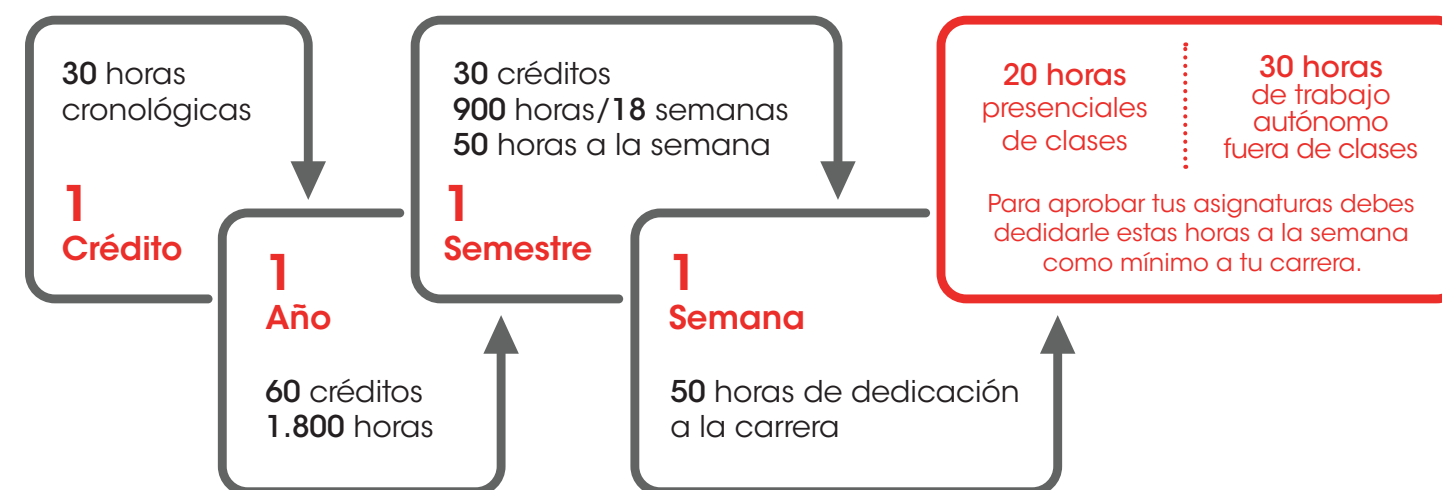 30 horas
cronológicas
1
Crédito
1
Año
60 créditos
1.800 horas
30 créditos
900 horas/18 semanas
50 horas a la semana
1
Semestre
1
Semana
50 horas de dedicación
a la carrera
20 horas
presenciales
de clases
30 horas
de trabajo
autónomo
fuera de clases
Para aprobar tus asignaturas debes
dedidarle estas horas a la semana
como mínimo a tu carrera.